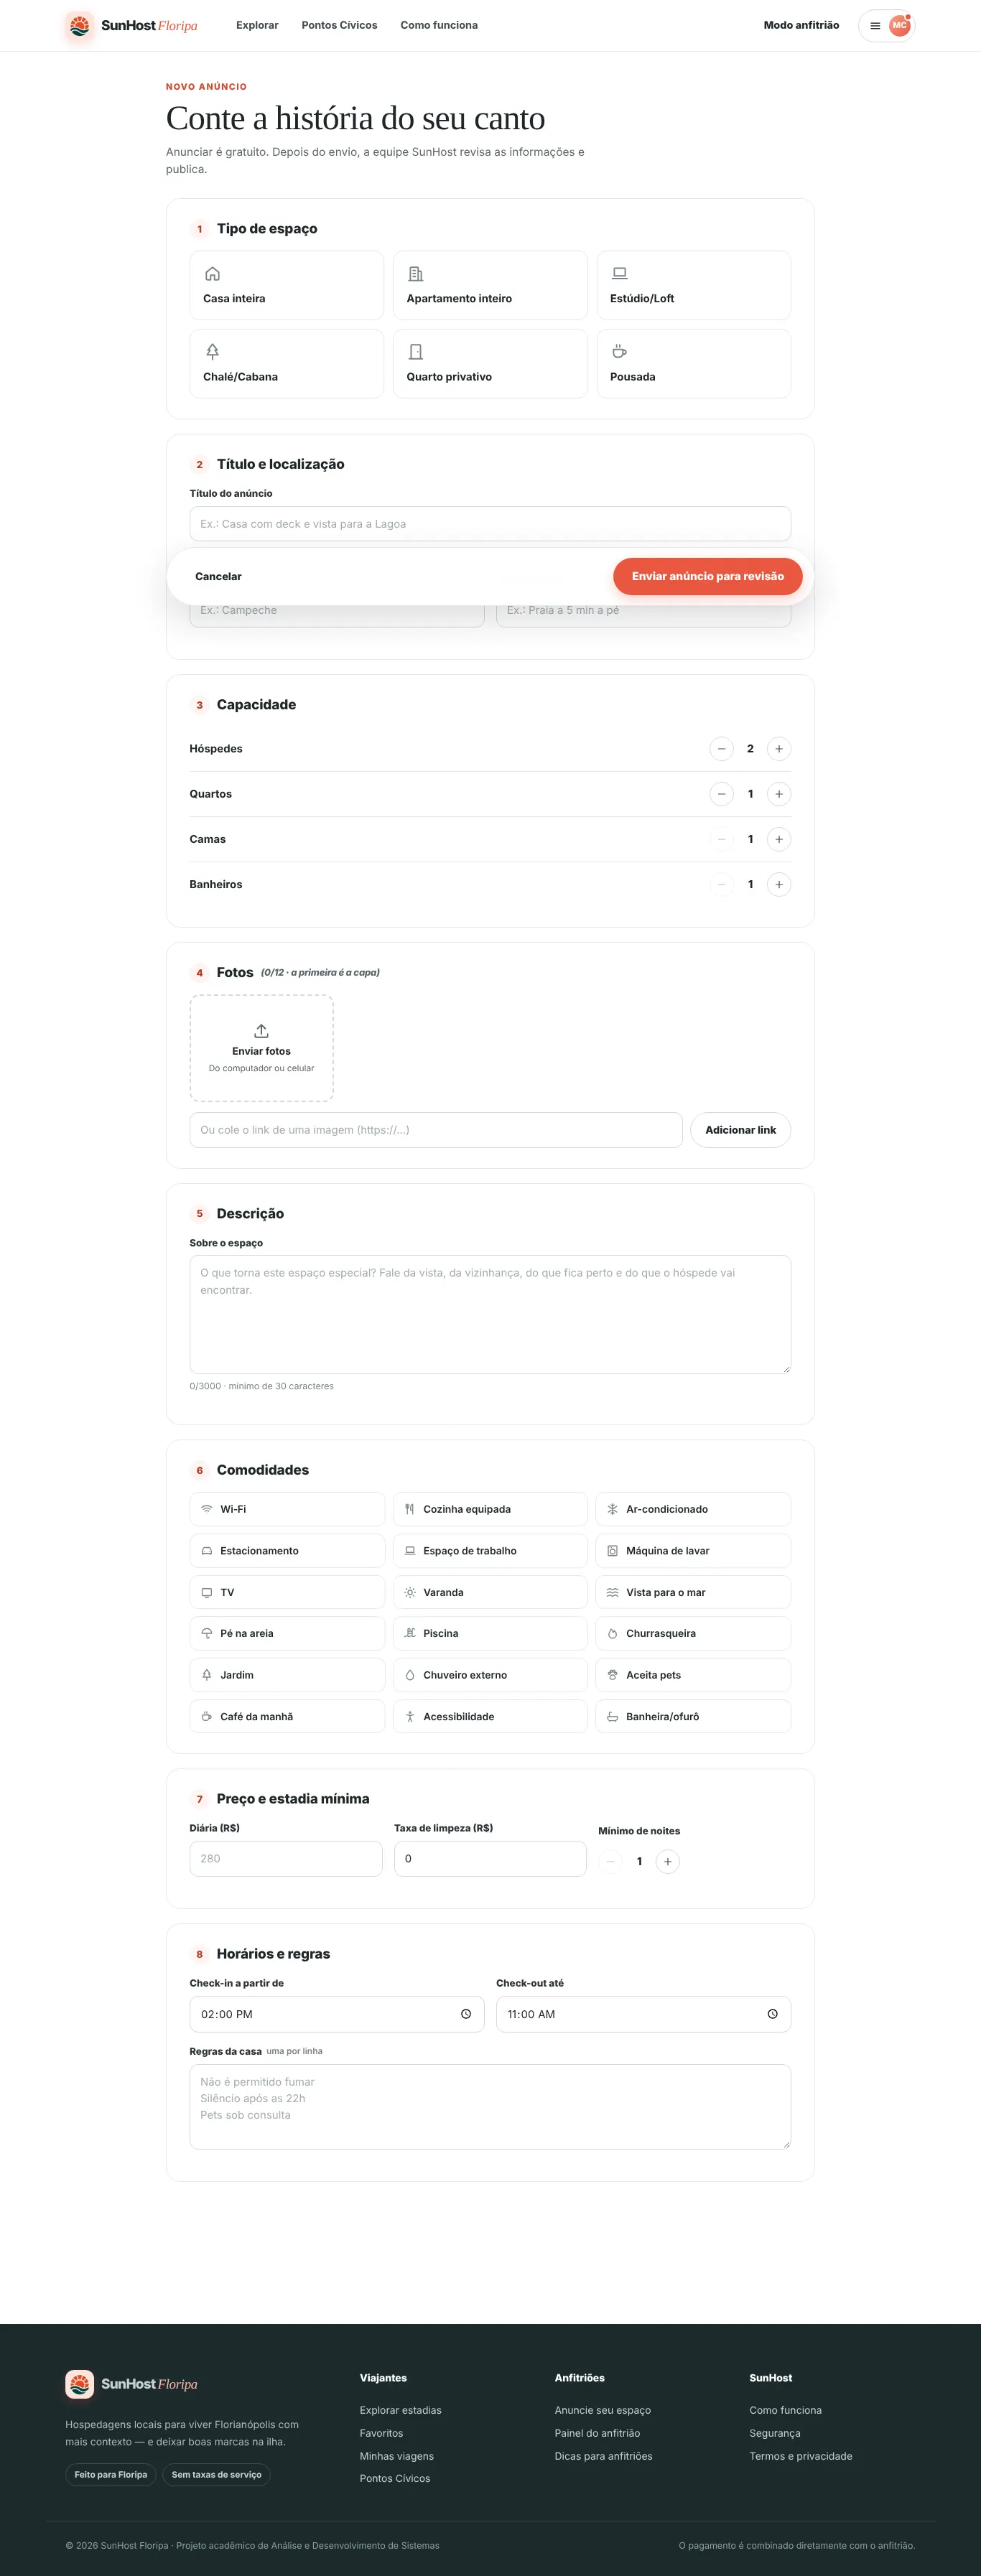 SunHost Floripa
Explorar
Pontos Cívicos
Como funciona
Modo anfitrião
MC
NOVO ANÚNCIO
Conte a história do seu canto
Anunciar é gratuito. Depois do envio, a equipe SunHost revisa as informações e
publica.
1 Tipo de espaço
Casa inteira
Apartamento inteiro
Estúdio/Loft
Chalé/Cabana
Quarto privativo
Pousada
2 Título e localização
Título do anúncio
Ex.: Casa com deck e vista para a Lagoa
Cancelar
Enviar anúncio para revisão
Ex.: Campeche
Ex.: Praia a 5 min a pé
3 Capacidade
Hóspedes
− 2 +
Quartos
− 1 +
Camas
− 1 +
Banheiros
− 1 +
4 Fotos (0/12 · a primeira é a capa)
Enviar fotos
Do computador ou celular
Ou cole o link de uma imagem (https://...)
Adicionar link
5 Descrição
Sobre o espaço
O que torna este espaço especial? Fale da vista, da vizinhança, do que fica perto e do que o hóspede vai
encontrar.
0/3000 · mínimo de 30 caracteres
6 Comodidades
Wi-Fi
Cozinha equipada
Ar-condicionado
Estacionamento
Espaço de trabalho
Máquina de lavar
TV
Varanda
Vista para o mar
Pé na areia
Piscina
Churrasqueira
Jardim
Chuveiro externo
Aceita pets
Café da manhã
Acessibilidade
Banheira/ofurô
7 Preço e estadia mínima
Diária (R$)
Taxa de limpeza (R$)
Mínimo de noites
280
0
− 1 +
8 Horários e regras
Check-in a partir de
Check-out até
02:00 PM
11:00 AM
Regras da casa uma por linha
Não é permitido fumar
Silêncio após as 22h
Pets sob consulta
SunHost Floripa
Hospedagens locais para viver Florianópolis com
mais contexto — e deixar boas marcas na ilha.
Feito para Floripa
Sem taxas de serviço
Viajantes
Explorar estadias
Favoritos
Minhas viagens
Pontos Cívicos
Anfitriões
Anuncie seu espaço
Painel do anfitrião
Dicas para anfitriões
SunHost
Como funciona
Segurança
Termos e privacidade
© 2026 SunHost Floripa · Projeto acadêmico de Análise e Desenvolvimento de Sistemas
O pagamento é combinado diretamente com o anfitrião.